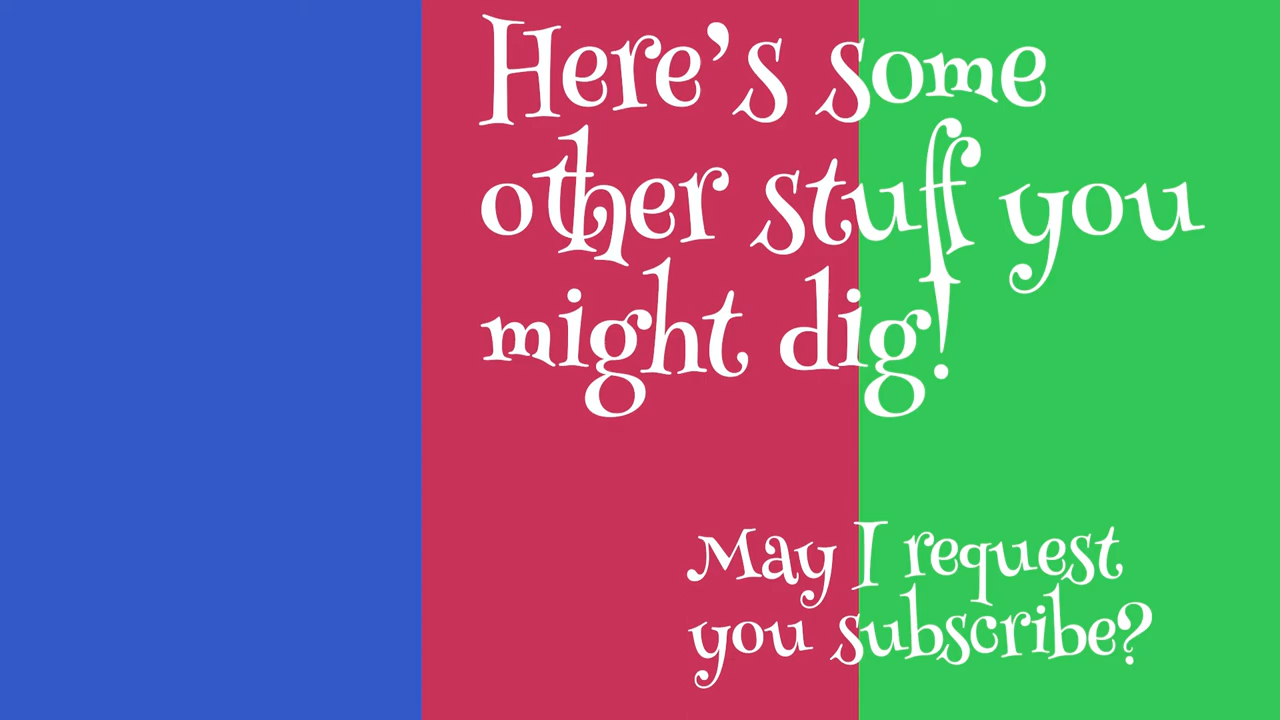 Here's some
other stuff you
might dig!
May I request
you subscribe?